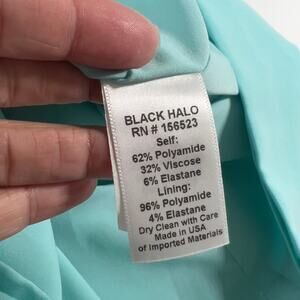 BLACK HALO
RN # 156523
Self:
62% Polyamide
32% Viscose
6% Elastane
Lining:
96% Polyamide
4% Elastane
Dry Clean with Care
Made in USA
of Imported Materials